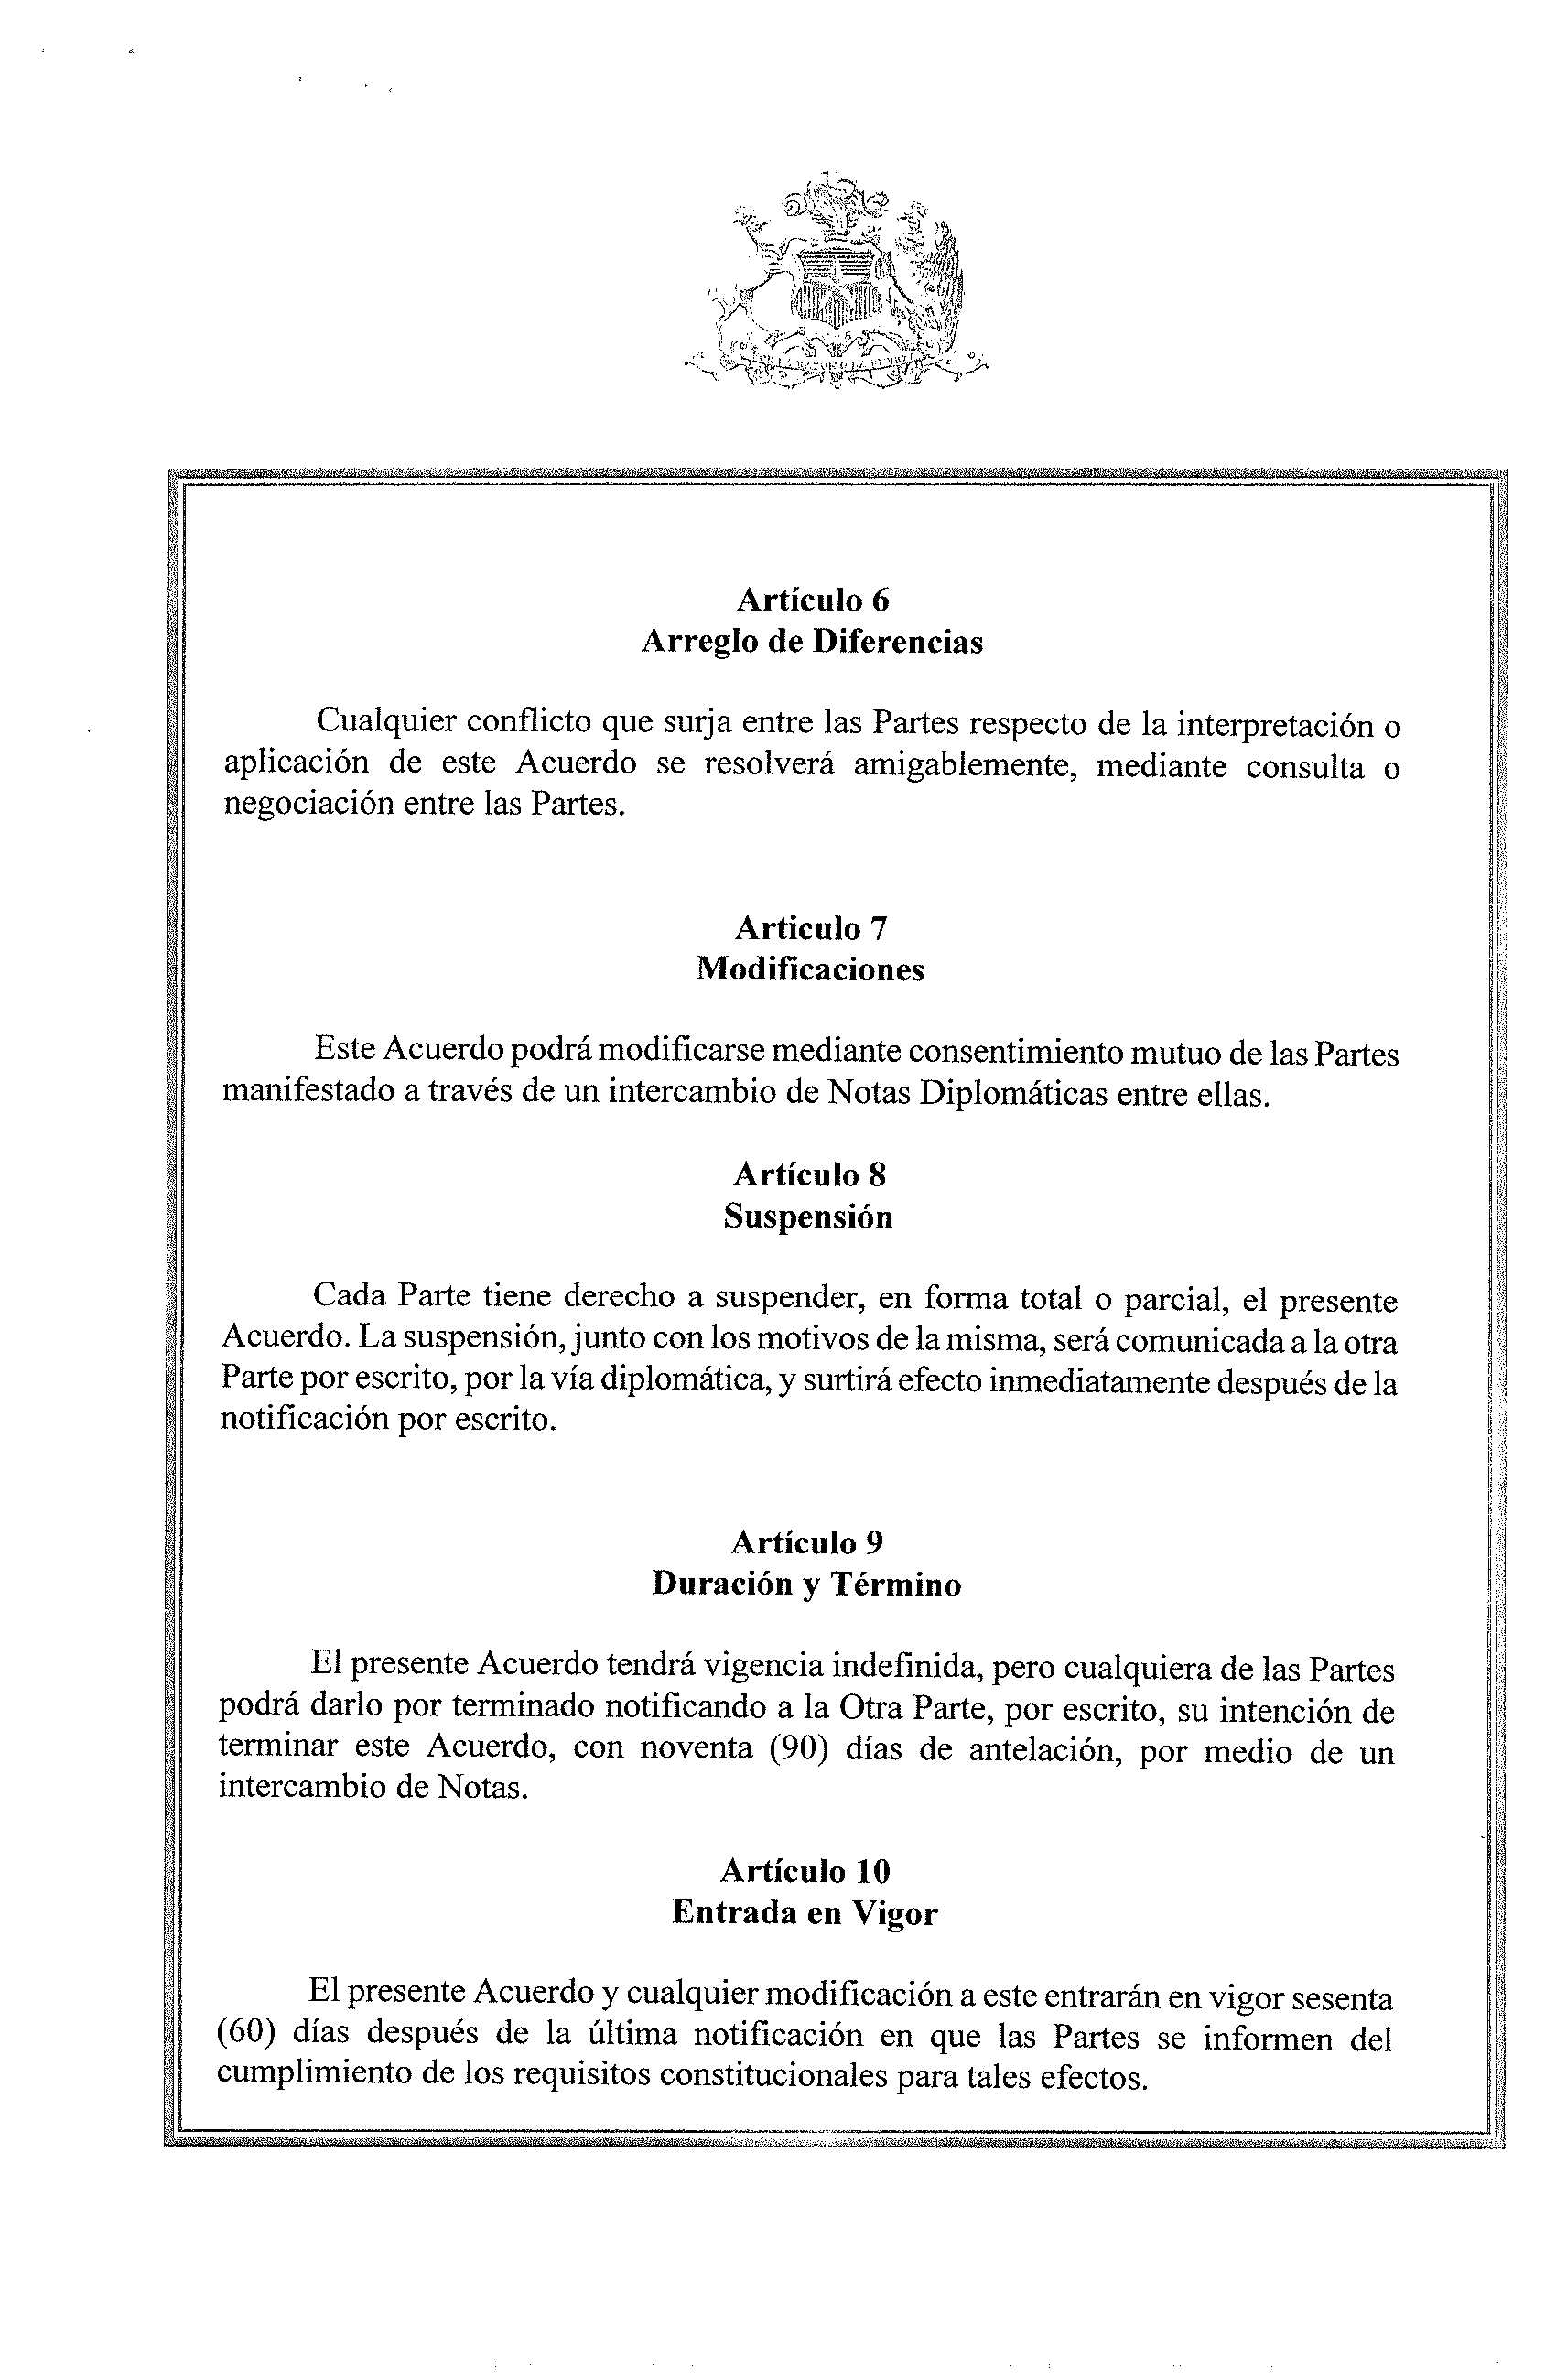 Artículo 6
Arreglo de Diferencias
Cualquier conflicto que surja entre las Partes respecto de la interpretación o
aplicación de este Acuerdo se resolverá amigablemente, mediante consulta o
negociación entre las Partes.
Articulo 7
Modificaciones
Este Acuerdo podrá modificarse mediante consentimiento mutuo de las Partes
manifestado a través de un intercambio de Notas Diplomáticas entre ellas.
Artículo 8
Suspensión
Cada Parte tiene derecho a suspender, en forma total o parcial, el presente
Acuerdo. La suspensión, junto con los motivos de la misma, será comunicada a la otra
Parte por escrito, por la vía diplomática, y surtirá efecto inmediatamente después de la
notificación por escrito.
Artículo 9
Duración y Término
El presente Acuerdo tendrá vigencia indefinida, pero cualquiera de las Partes
podrá darlo por terminado notificando a la Otra Parte, por escrito, su intención de
terminar este Acuerdo, con noventa (90) días de antelación, por medio de un
intercambio de Notas.
Artículo 10
Entrada en Vigor
El presente Acuerdo y cualquier modificación a este entrarán en vigor sesenta
(60) días después de la última notificación en que las Partes se informen del
cumplimiento de los requisitos constitucionales para tales efectos.